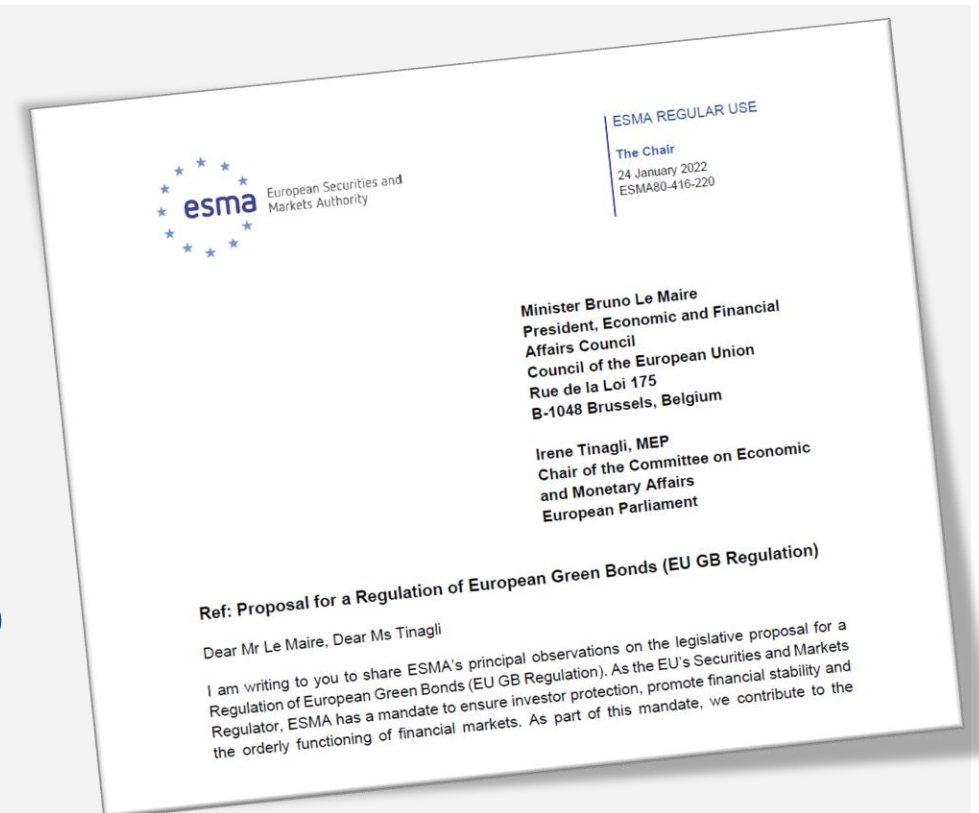 esma
European Securities and
Markets Authority
ESMA REGULAR USE
The Chair
24 January 2022
ESMA80-416-220
Minister Bruno Le Maire
President, Economic and Financial
Affairs Council
Council of the European Union
Rue de la Loi 175
B-1048 Brussels, Belgium
Irene Tinagli, MEP
Chair of the Committee on Economic
and Monetary Affairs
European Parliament
Ref: Proposal for a Regulation of European Green Bonds (EU GB Regulation)
Dear Mr Le Maire, Dear Ms Tinagli
I am writing to you to share ESMA's principal observations on the legislative proposal for a
Regulation of European Green Bonds (EU GB Regulation). As the EU's Securities and Markets
Regulator, ESMA has a mandate to ensure investor protection, promote financial stability and
the orderly functioning of financial markets. As part of this mandate, we contribute to the